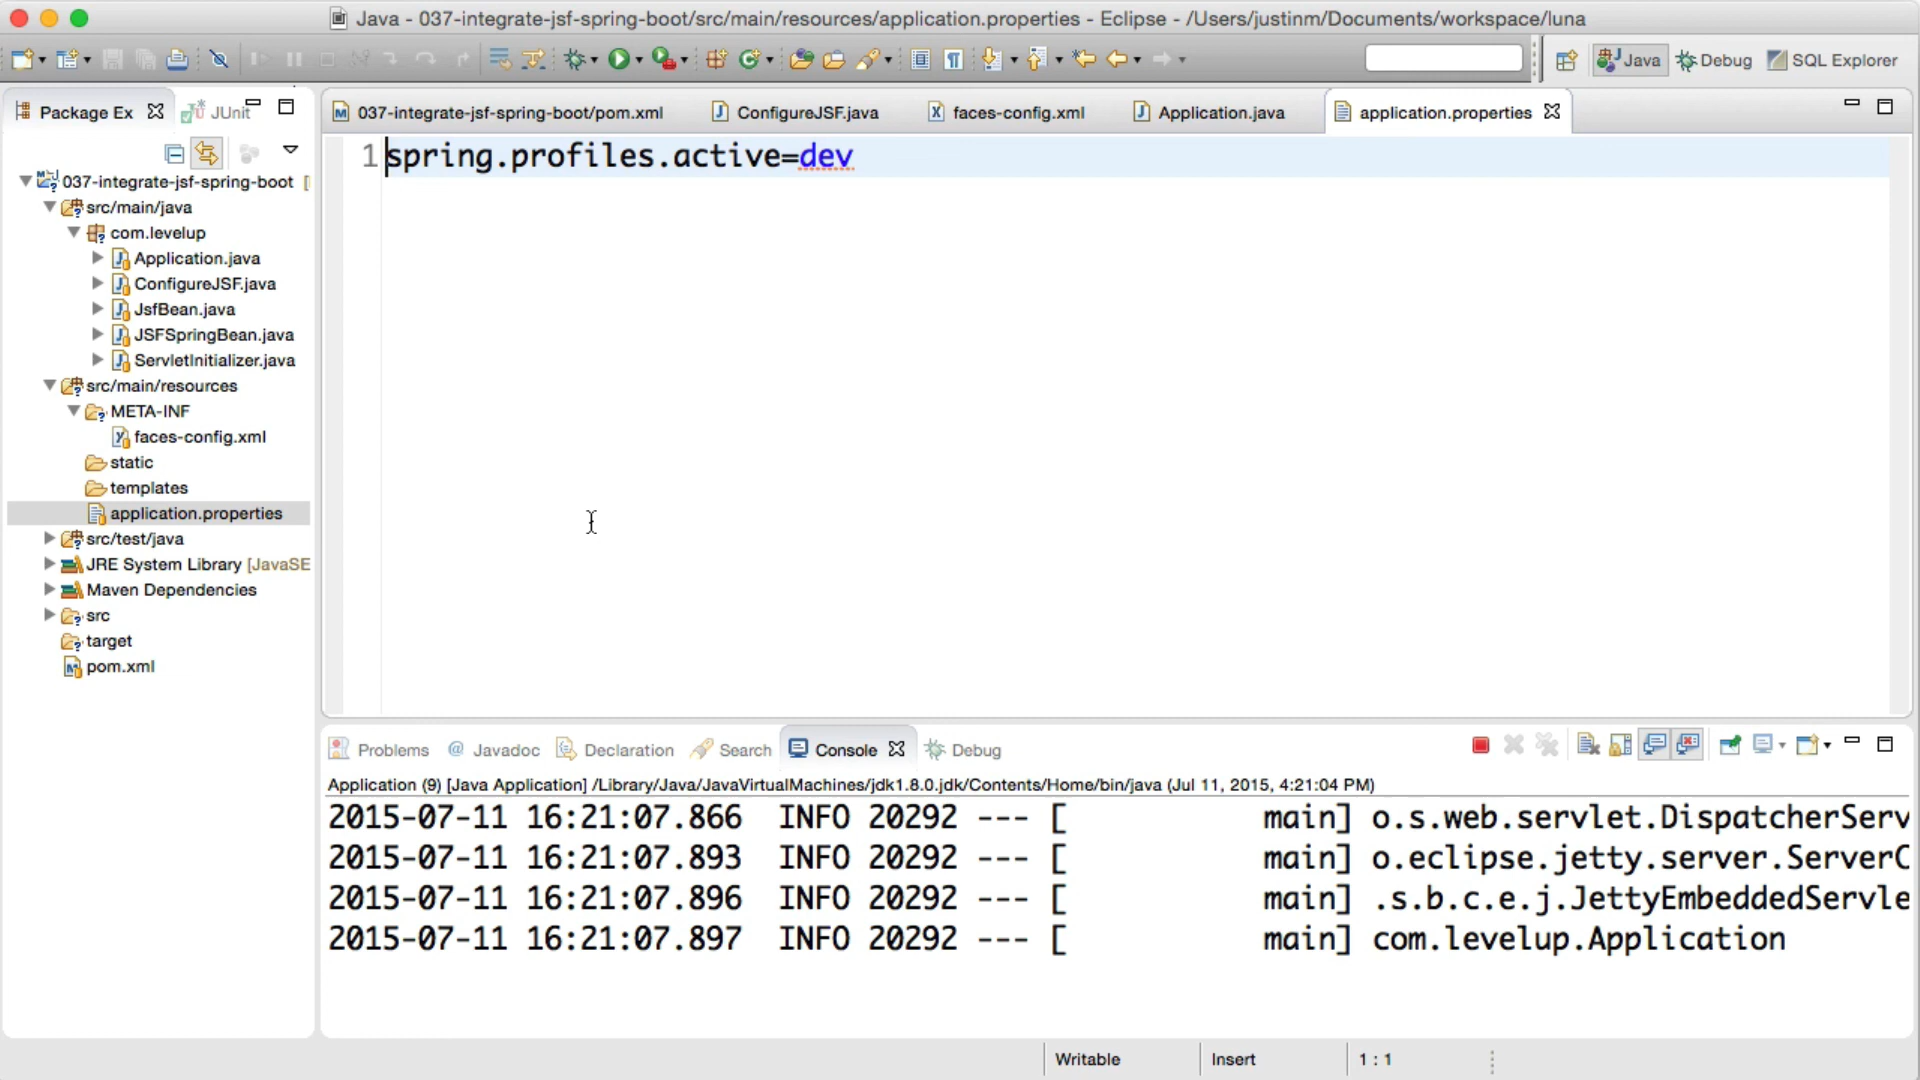 Java - 037-integrate-jsf-spring-boot/src/main/resources/application.properties - Eclipse - /Users/justinm/Documents/workspace/luna
Java Debug SQL Explorer
Package Ex JUnit
037-integrate-jsf-spring-boot/pom.xml ConfigureJSF.java faces-config.xml Application.java application.properties
1 spring.profiles.active=dev
037-integrate-jsf-spring-boot [
src/main/java
com.levelup
Application.java
ConfigureJSF.java
JsfBean.java
JSFSpringBean.java
ServletInitializer.java
src/main/resources
META-INF
faces-config.xml
static
templates
application.properties
src/test/java
JRE System Library [JavaSE
Maven Dependencies
src
target
pom.xml
Problems @ Javadoc Declaration Search Console Debug
Application (9) [Java Application] /Library/Java/JavaVirtualMachines/jdk1.8.0.jdk/Contents/Home/bin/java (Jul 11, 2015, 4:21:04 PM)
2015-07-11 16:21:07.866 INFO 20292 --- [ main] o.s.web.servlet.DispatcherServ
2015-07-11 16:21:07.893 INFO 20292 --- [ main] o.eclipse.jetty.server.ServerC
2015-07-11 16:21:07.896 INFO 20292 --- [ main] .s.b.c.e.j.JettyEmbeddedServle
2015-07-11 16:21:07.897 INFO 20292 --- [ main] com.levelup.Application
Writable Insert 1 : 1